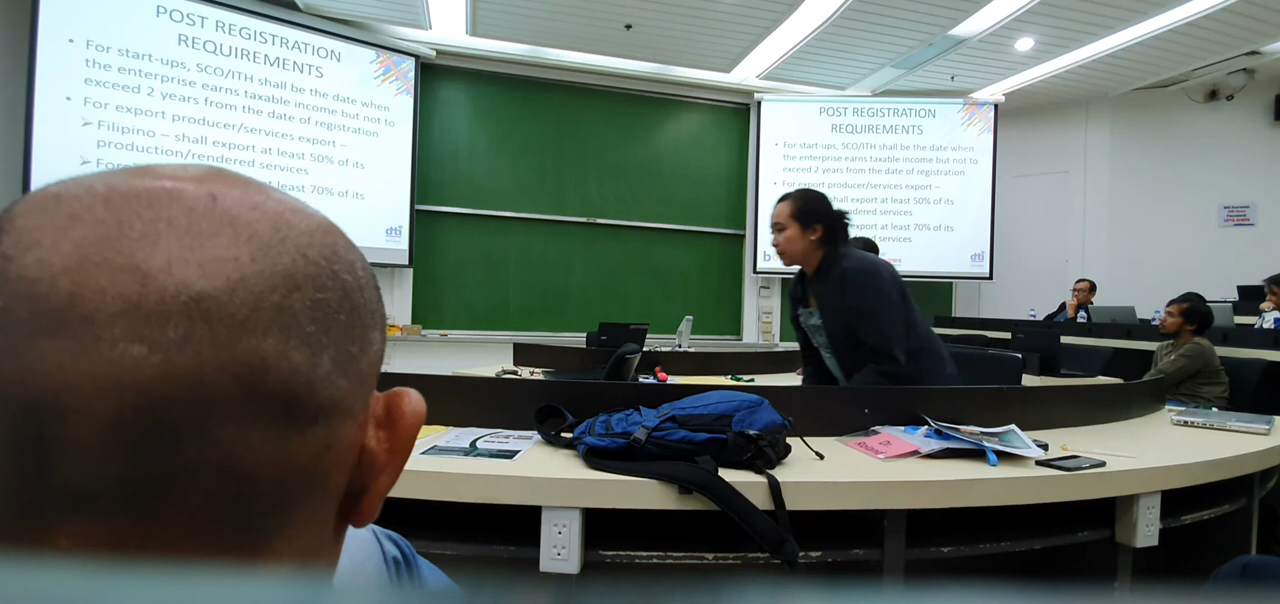 POST REGISTRATION
REQUIREMENTS
• For start-ups, SCO/ITH shall be the date when
the enterprise earns taxable income but not to
exceed 2 years from the date of registration
• For export producer/services export –
➢Filipino – shall export at least 50% of its
production/rendered services
least 70% of its
dti
POST REGISTRATION
REQUIREMENTS
• For start-ups, SCO/ITH shall be the date when
the enterprise earns taxable income but not to
exceed 2 years from the date of registration
• For export producer/services export –
shall export at least 50% of its
rendered services
export at least 70% of its
services
b
dti
Dr.